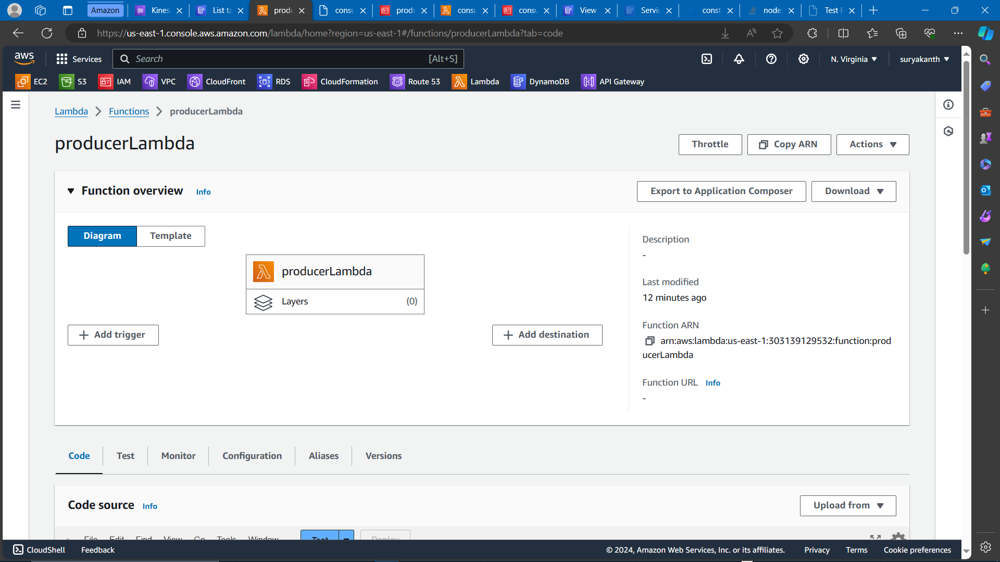 Amazon
Kines
List ta
produ
consu
produ
consu
consu
View
Servic
const
node.
Test F
https://us-east-1.console.aws.amazon.com/lambda/home?region=us-east-1#/functions/producerLambda?tab=code
aws
Services
Search
[Alt+S]
N. Virginia
suryakanth
EC2
S3
IAM
VPC
CloudFront
RDS
CloudFormation
Route 53
Lambda
DynamoDB
API Gateway
Lambda
Functions
producerLambda
producerLambda
Throttle
Copy ARN
Actions
Function overview Info
Export to Application Composer
Download
Diagram
Template
producerLambda
Layers
(0)
Add trigger
Add destination
Description
-
Last modified
12 minutes ago
Function ARN
arn:aws:lambda:us-east-1:303139129532:function:prod
ucerLambda
Function URL Info
-
Code
Test
Monitor
Configuration
Aliases
Versions
Code source Info
Upload from
File Edit Find View Go Tools Window
Test
Deploy
CloudShell
Feedback
© 2024, Amazon Web Services, Inc. or its affiliates.
Privacy
Terms
Cookie preferences